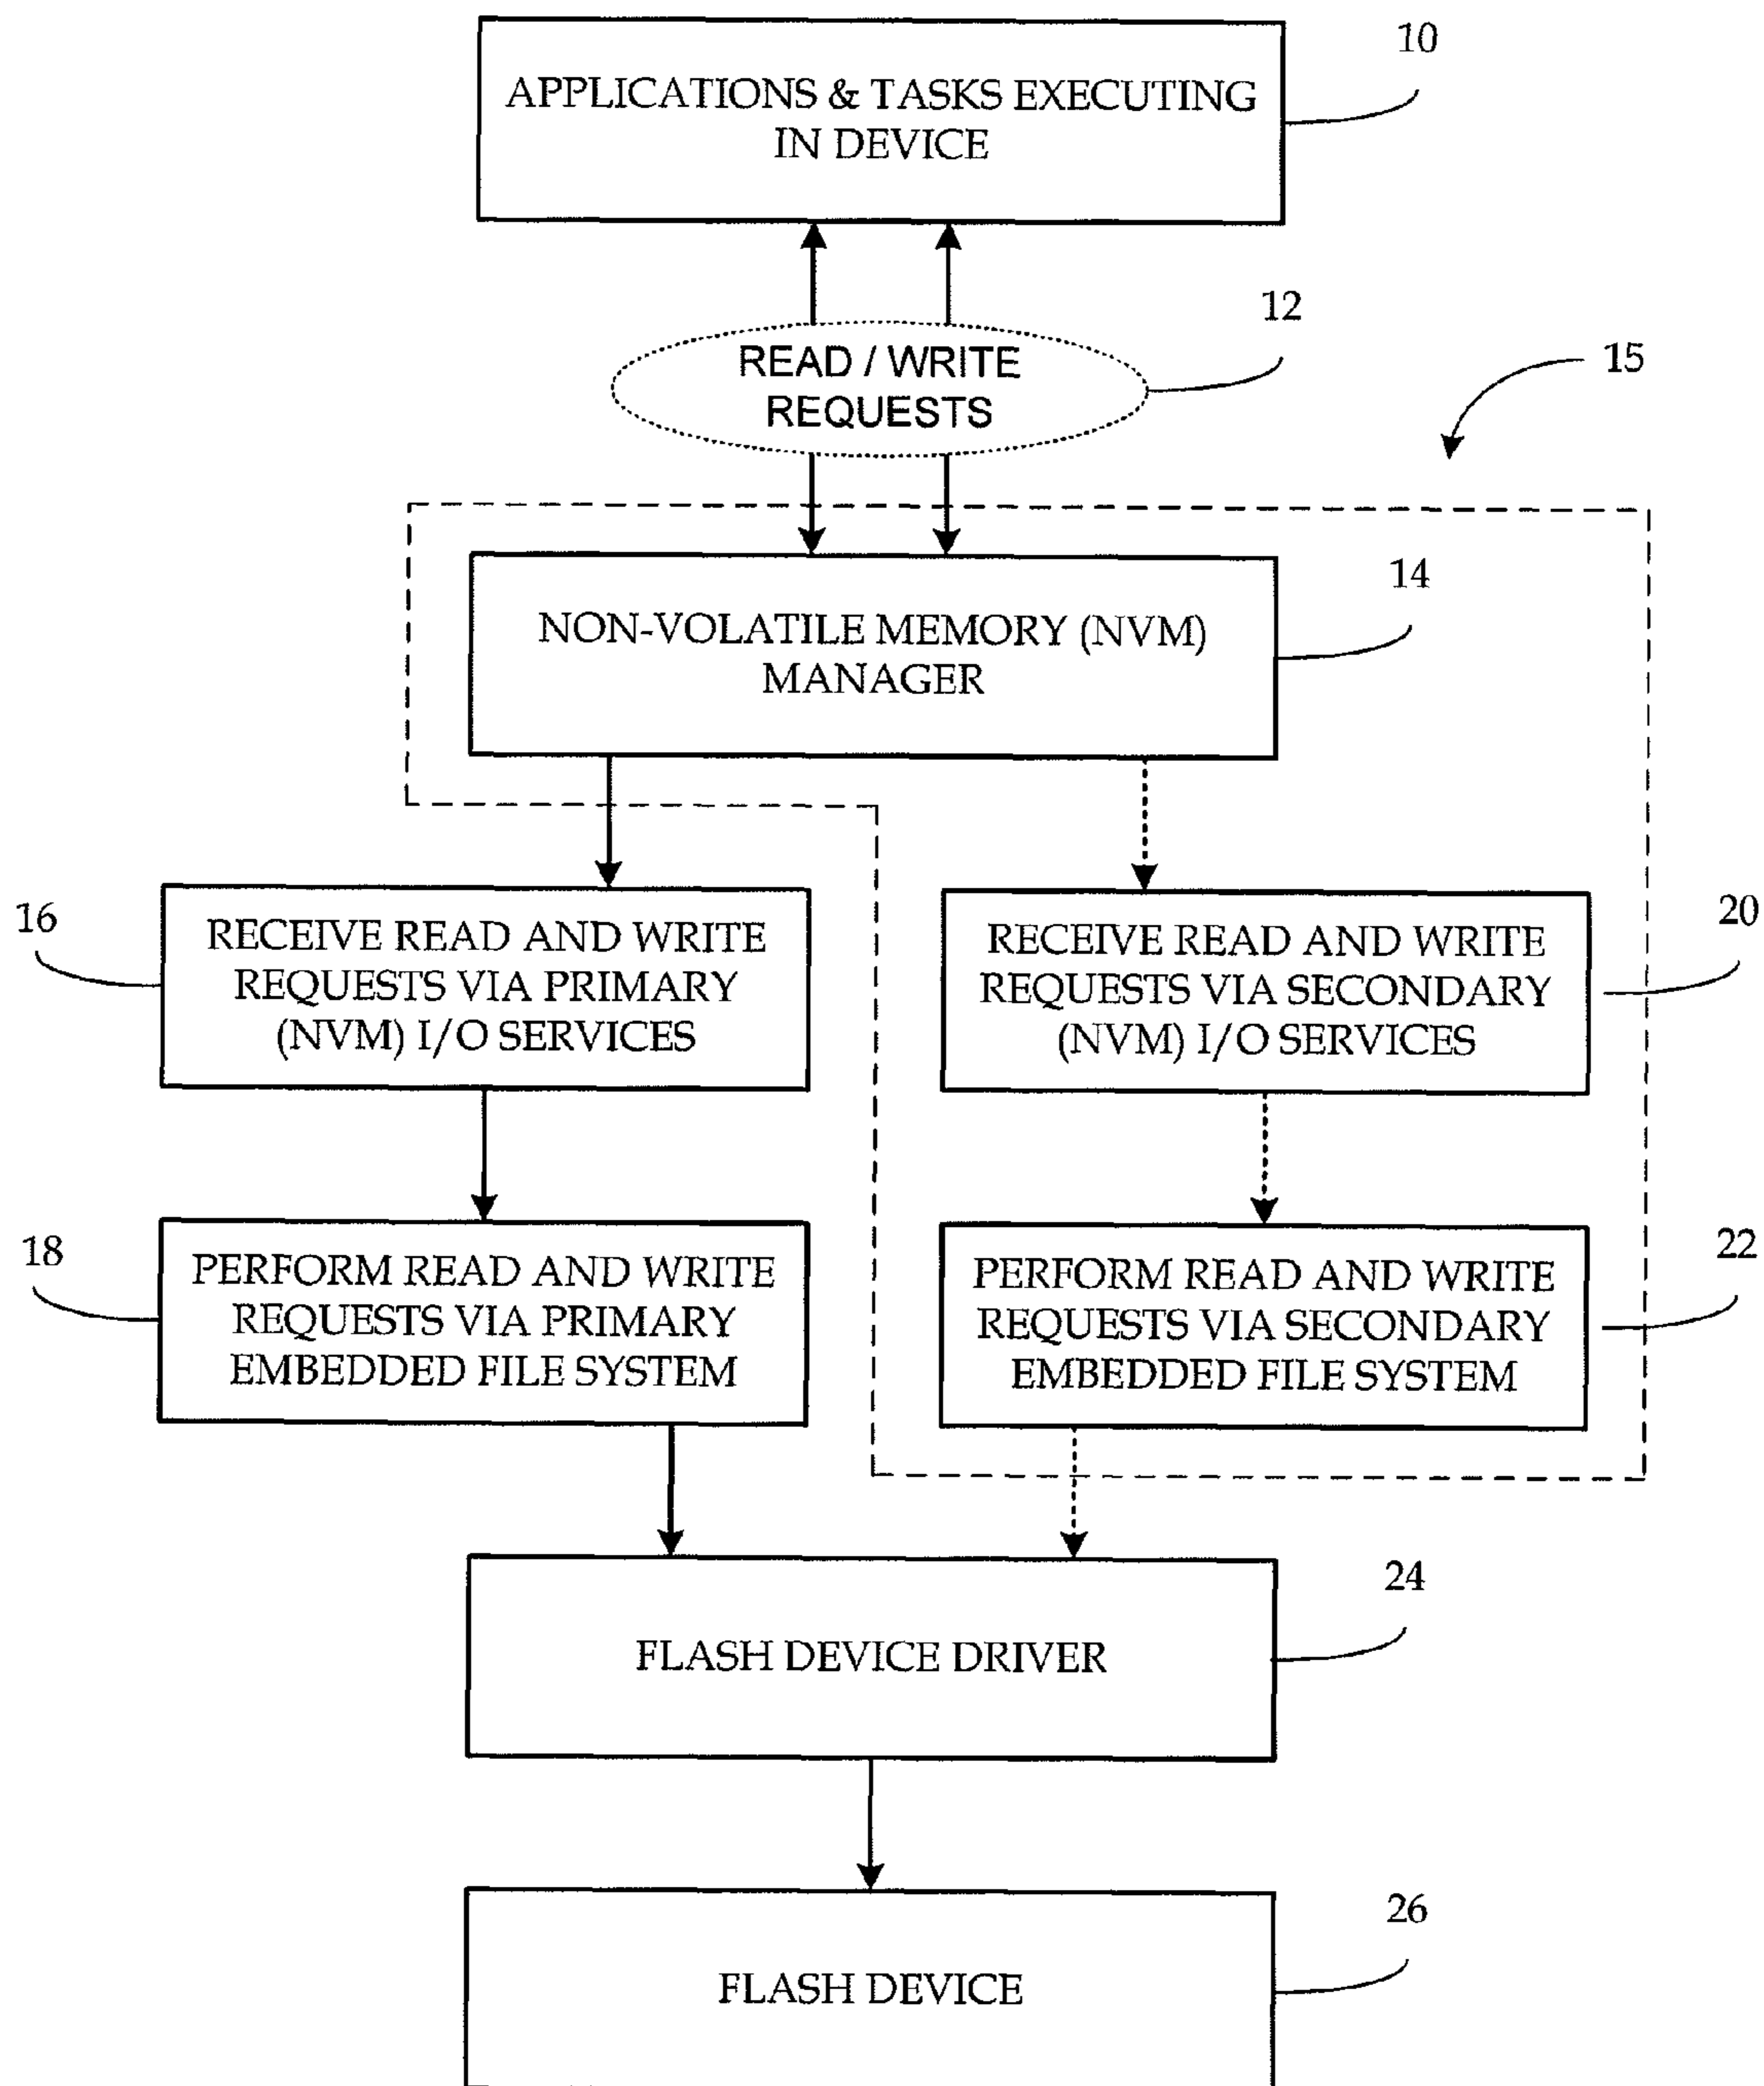 10
APPLICATIONS & TASKS EXECUTING
IN DEVICE
12
READ / WRITE
REQUESTS
15
14
NON-VOLATILE MEMORY (NVM)
MANAGER
16
RECEIVE READ AND WRITE
REQUESTS VIA PRIMARY
(NVM) I/O SERVICES
20
RECEIVE READ AND WRITE
REQUESTS VIA SECONDARY
(NVM) I/O SERVICES
18
PERFORM READ AND WRITE
REQUESTS VIA PRIMARY
EMBEDDED FILE SYSTEM
22
PERFORM READ AND WRITE
REQUESTS VIA SECONDARY
EMBEDDED FILE SYSTEM
24
FLASH DEVICE DRIVER
26
FLASH DEVICE